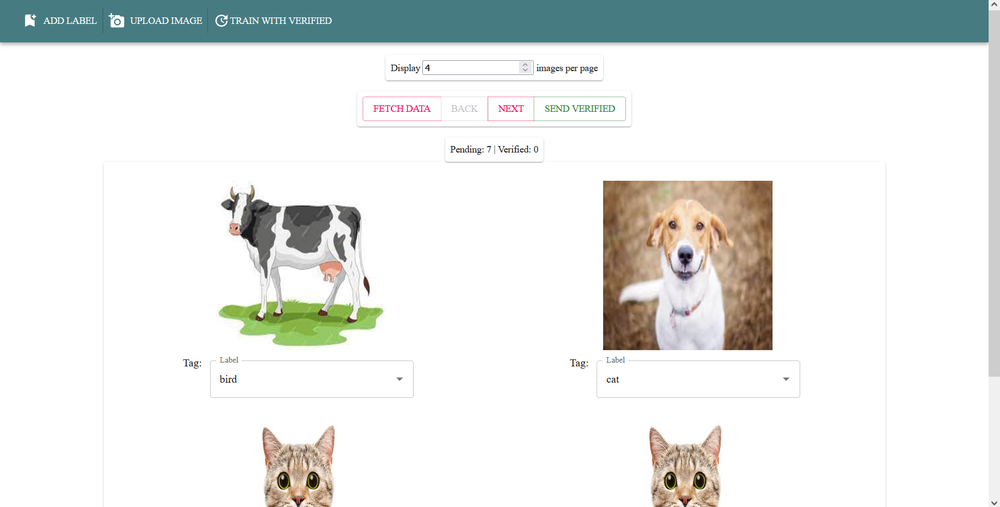 ADD LABEL UPLOAD IMAGE TRAIN WITH VERIFIED
Display 4 images per page
FETCH DATA BACK NEXT SEND VERIFIED
Pending: 7 | Verified: 0
Tag: Label bird
Tag: Label cat